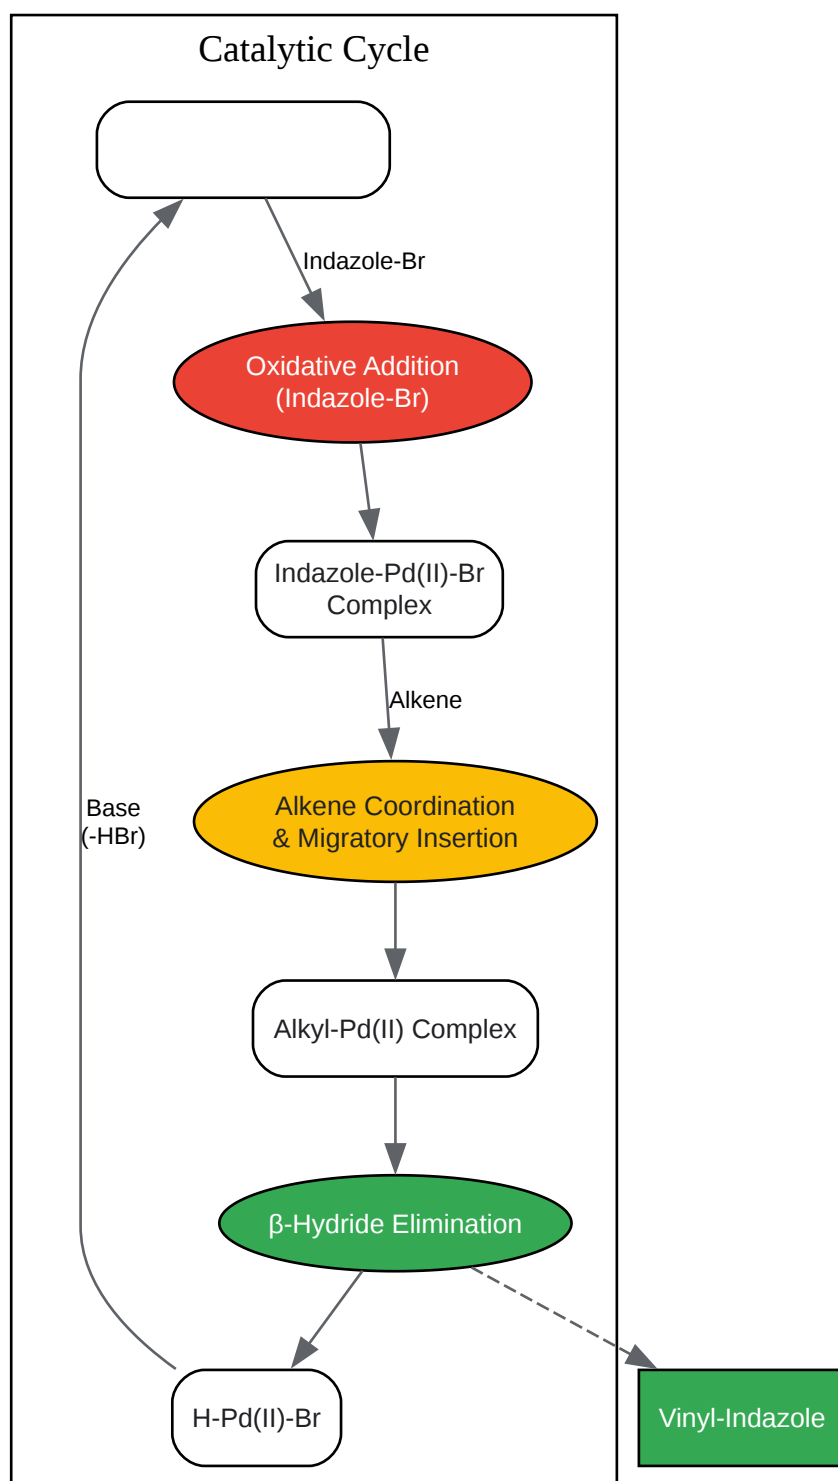 Catalytic Cycle
Indazole-Br
Oxidative Addition
(Indazole-Br)
Indazole-Pd(II)-Br
Complex
Alkene
Alkene Coordination
& Migratory Insertion
Base
(-HBr)
Alkyl-Pd(II) Complex
β-Hydride Elimination
H-Pd(II)-Br
Vinyl-Indazole